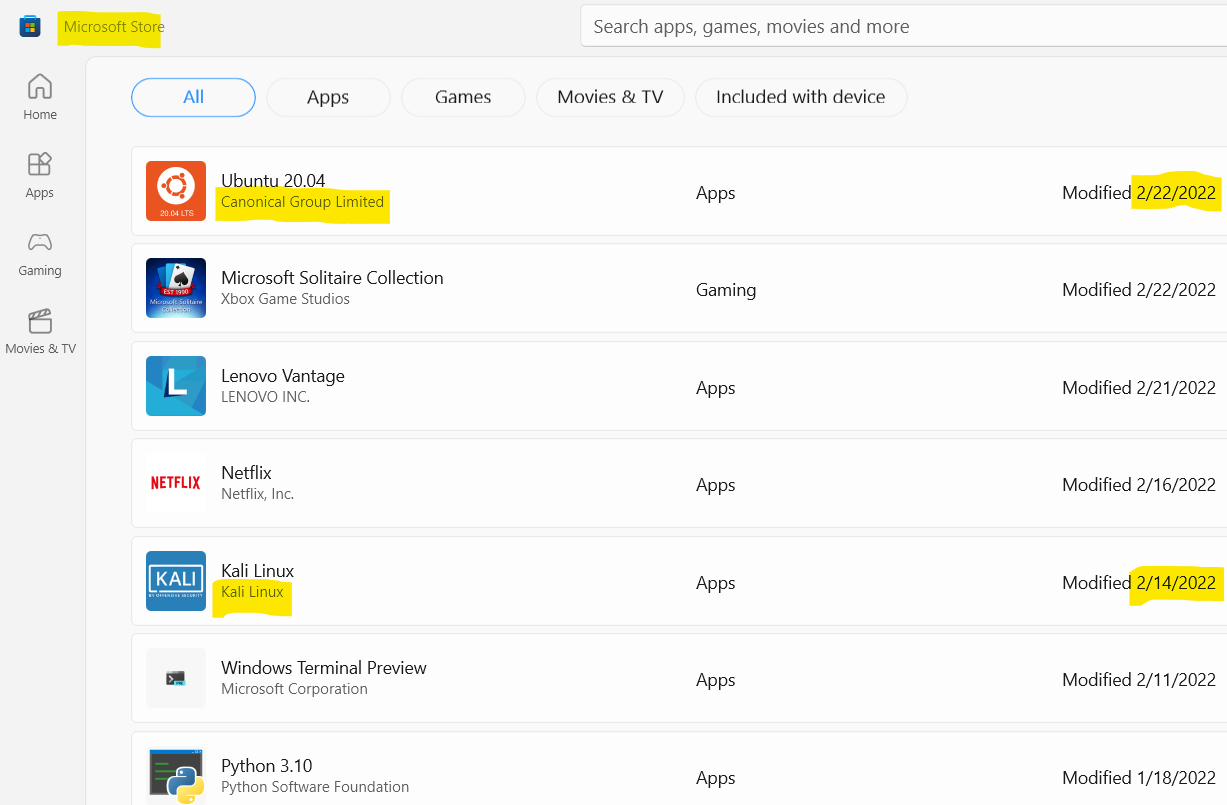 Microsoft Store
Search apps, games, movies and more
Home
Apps
Gaming
Movies & TV
All
Apps
Games
Movies & TV
Included with device
20.04 LTS
Ubuntu 20.04
Canonical Group Limited
Apps
Modified 2/22/2022
EST 1990
Microsoft Solitaire
Collection
Microsoft Solitaire Collection
Xbox Game Studios
Gaming
Modified 2/22/2022
L
Lenovo Vantage
LENOVO INC.
Apps
Modified 2/21/2022
NETFLIX
Netflix
Netflix, Inc.
Apps
Modified 2/16/2022
KALI
BY OFFENSIVE SECURITY
Kali Linux
Kali Linux
Apps
Modified 2/14/2022
PRE
Windows Terminal Preview
Microsoft Corporation
Apps
Modified 2/11/2022
Python 3.10
Python Software Foundation
Apps
Modified 1/18/2022